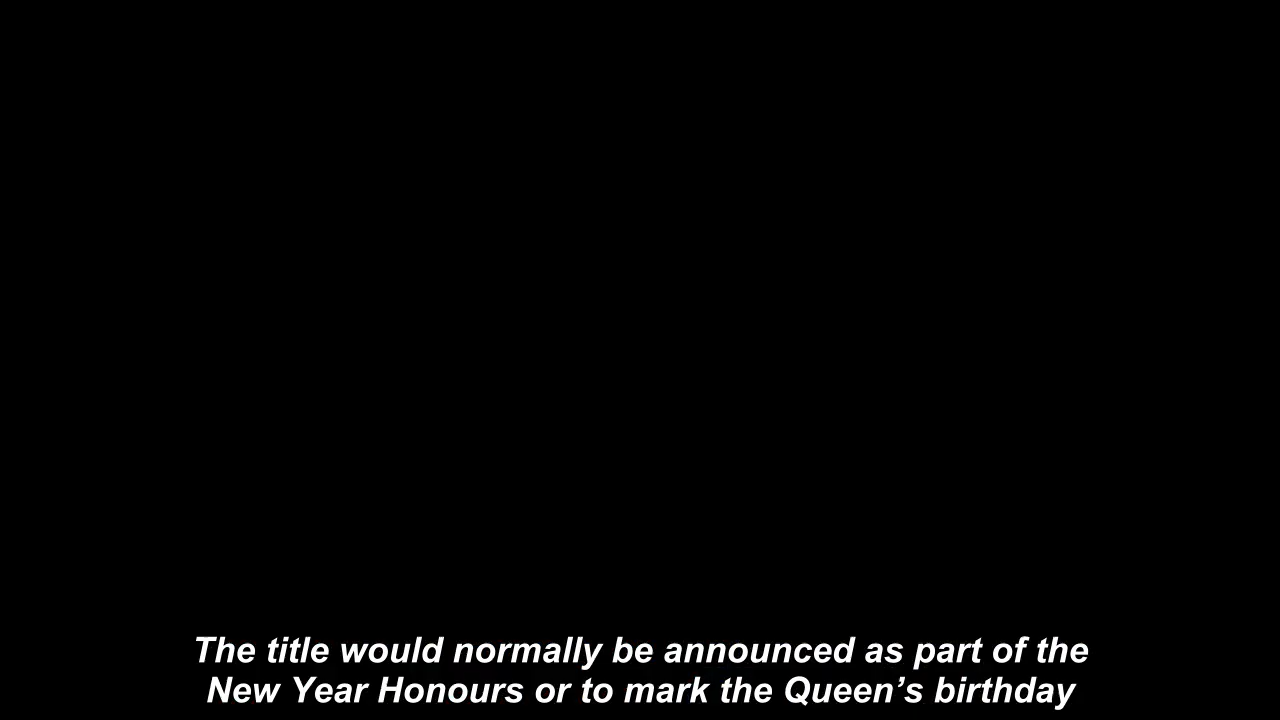 The title would normally be announced as part of the
New Year Honours or to mark the Queen’s birthday